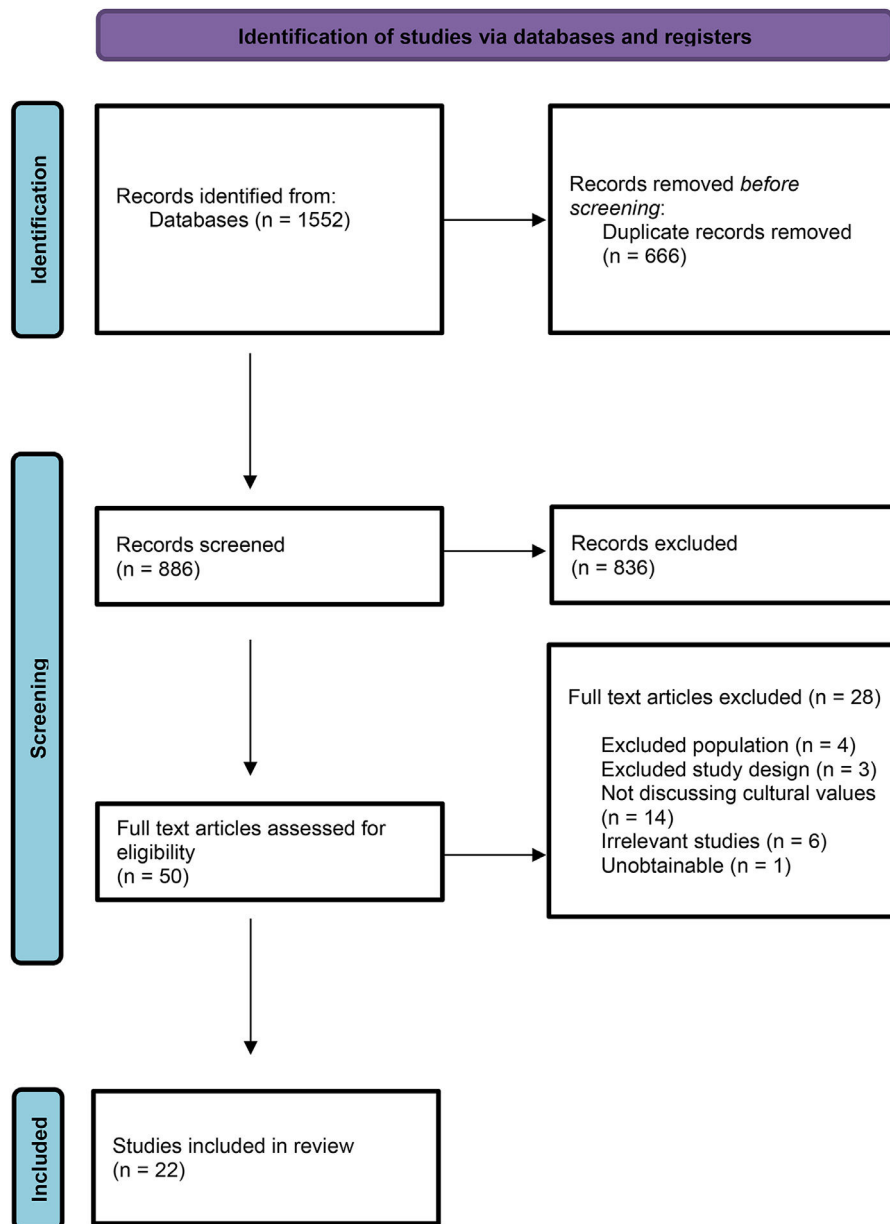 Identification of studies via databases and registers
Identification
Records identified from:
Databases (n = 1552)
Records removed before
screening:
Duplicate records removed
(n = 666)
Screening
Records screened
(n = 886)
Records excluded
(n = 836)
Full text articles assessed for
eligibility
(n = 50)
Full text articles excluded (n = 28)
Excluded population (n = 4)
Excluded study design (n = 3)
Not discussing cultural values
(n = 14)
Irrelevant studies (n = 6)
Unobtainable (n = 1)
Included
Studies included in review
(n = 22)